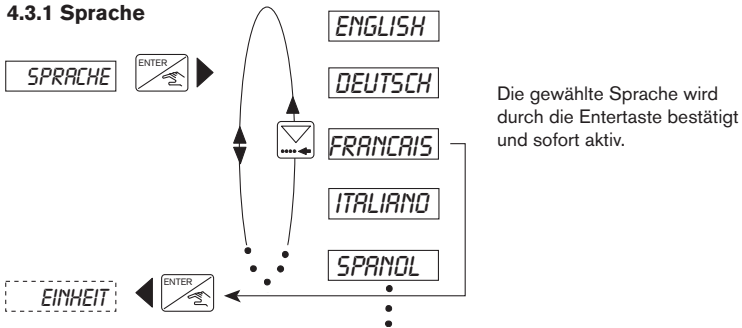 4.3.1 Sprache
SPRACHE
ENTER
ENGLISH
DEUTSCH
FRANCAIS
ITALIANO
SPANOL
Die gewählte Sprache wird
durch die Entertaste bestätigt
und sofort aktiv.
EINHEIT
ENTER